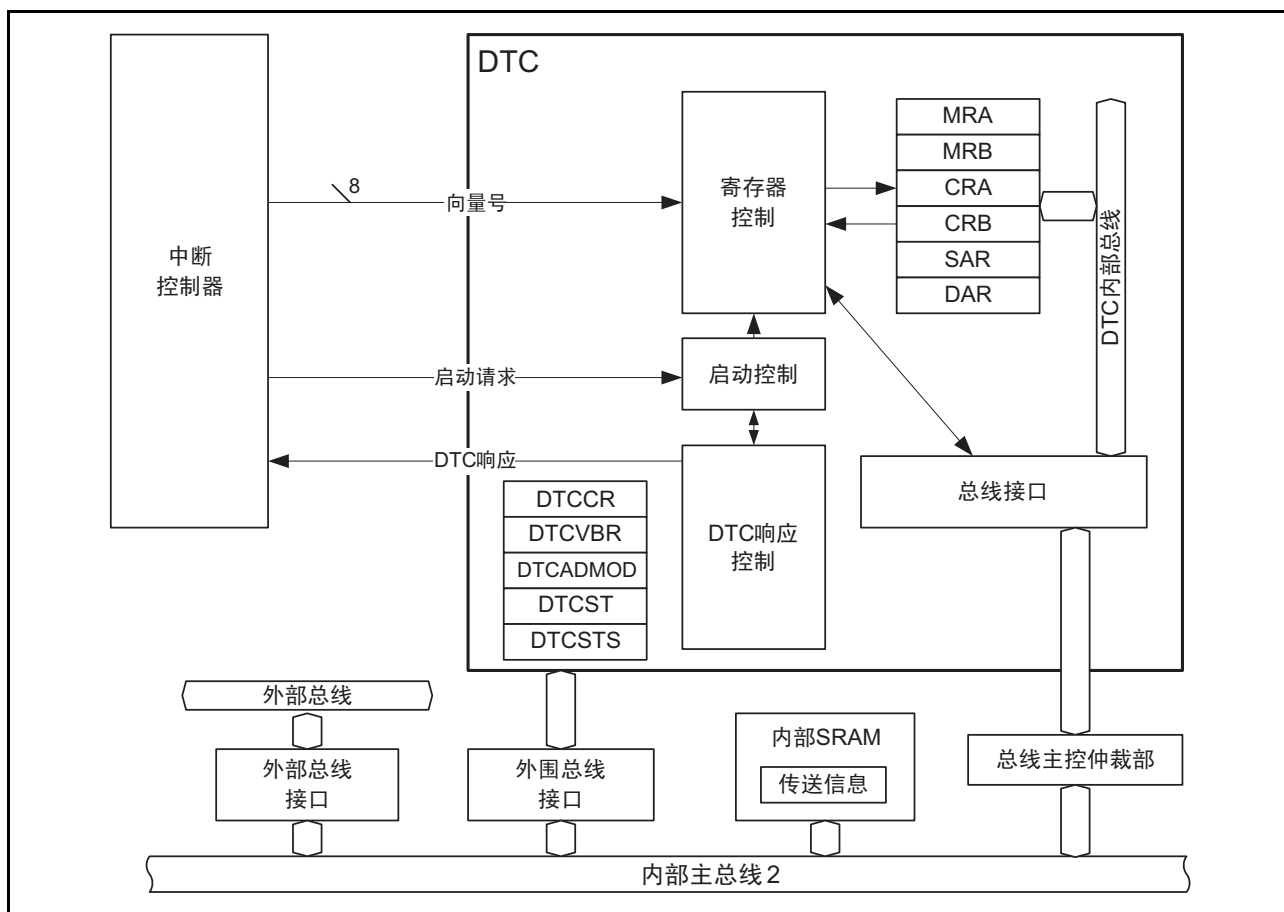 DTC
MRA
MRB
CRA
CRB
SAR
DAR
8
向量号
寄存器
控制
DTC内部总线
中断
控制器
启动请求
启动控制
DTC响应
DTCCR
DTCVBR
DTCADMOD
DTCST
DTCSTS
DTC响应
控制
总线接口
外部总线
外部总线
接口
外围总线
接口
内部SRAM
传送信息
总线主控仲裁部
内部主总线2